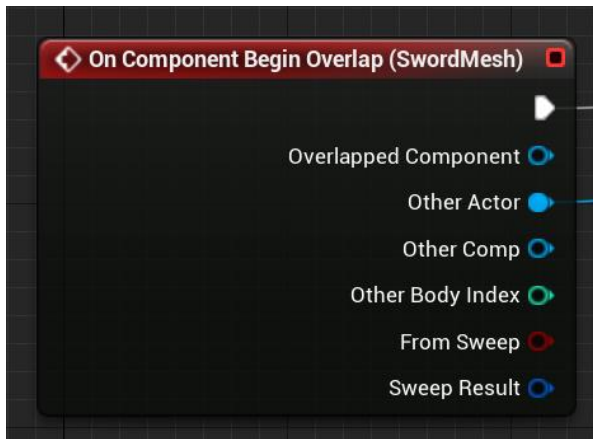 On Component Begin Overlap (SwordMesh)
Overlapped Component
Other Actor
Other Comp
Other Body Index
From Sweep
Sweep Result